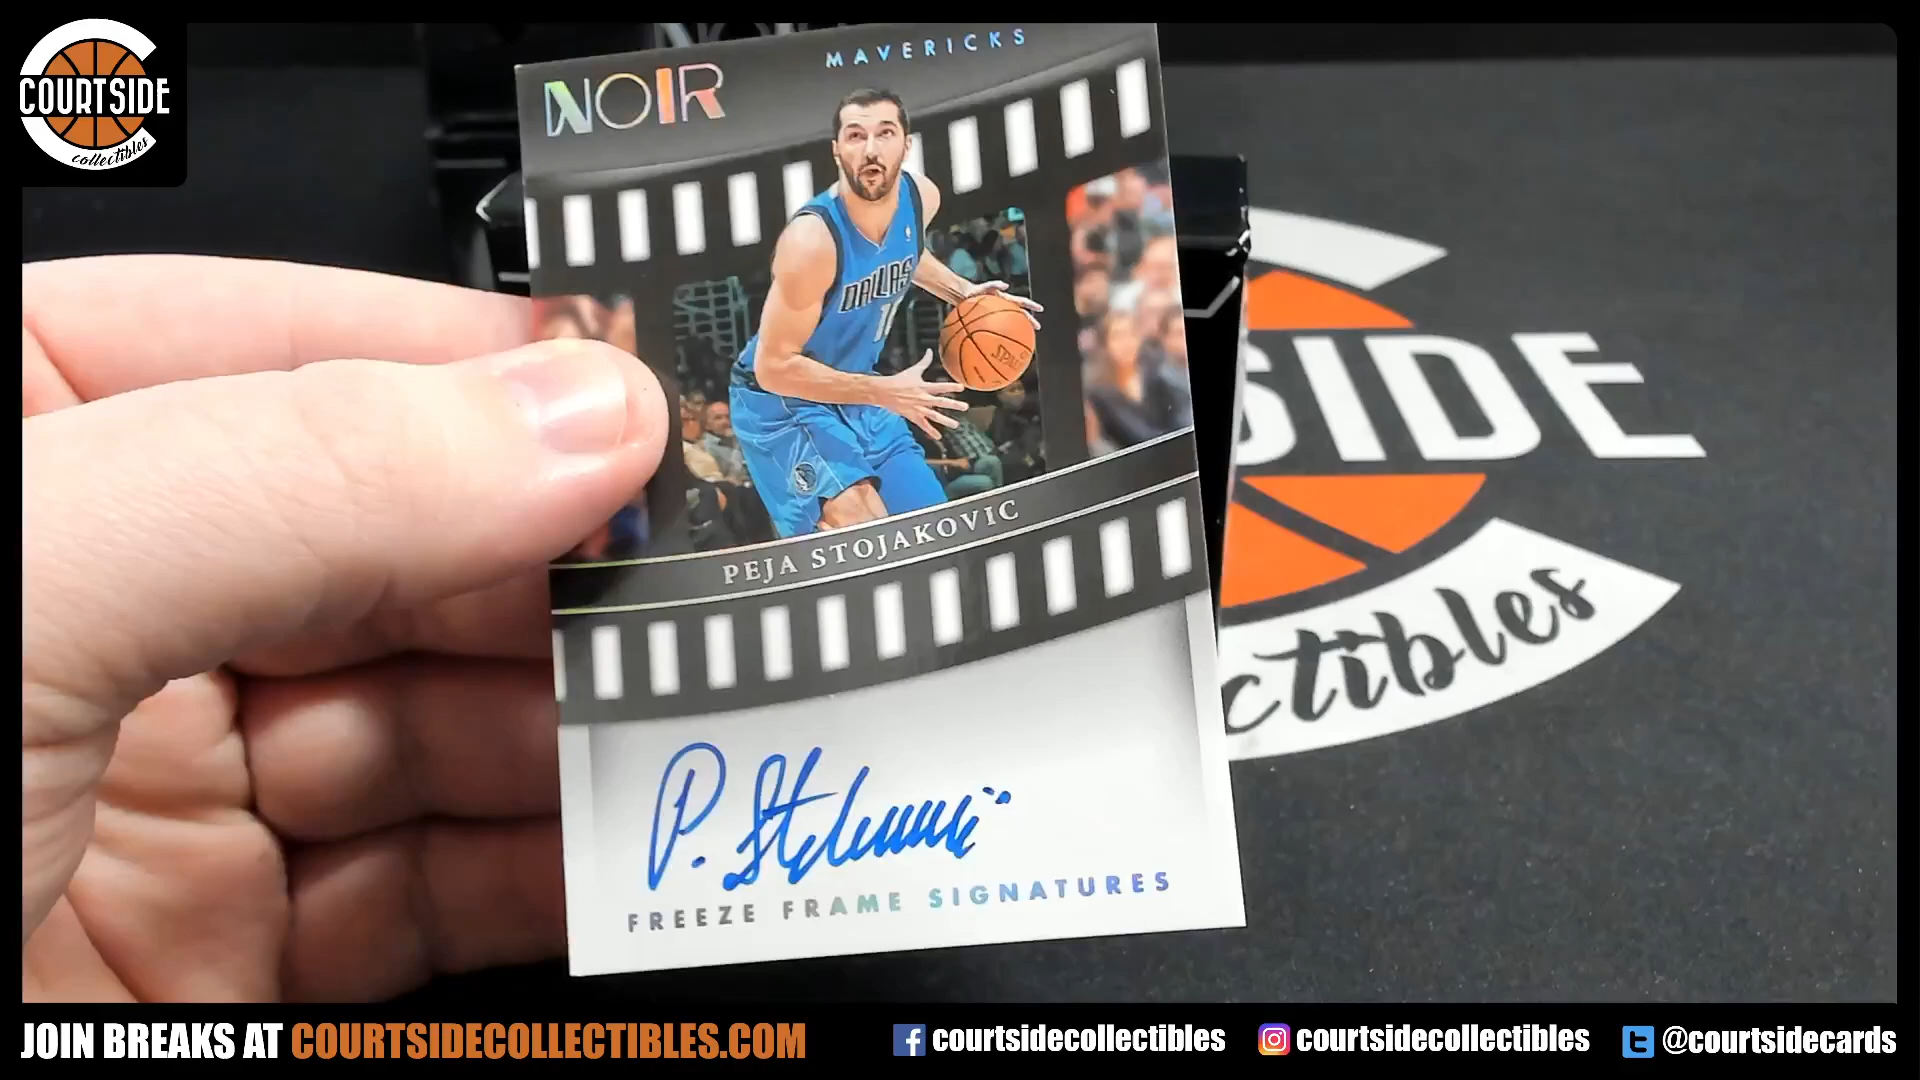 COURTSIDE
collectibles
MAVERICKS
NOIR
DALLAS
PEJA STOJAKOVIC
FREEZE FRAME SIGNATURES
SIDE
ctibles
JOIN BREAKS AT COURTSIDECOLLECTIBLES.COM
courtsidecollectibles
courtsidecollectibles
@courtsidecards